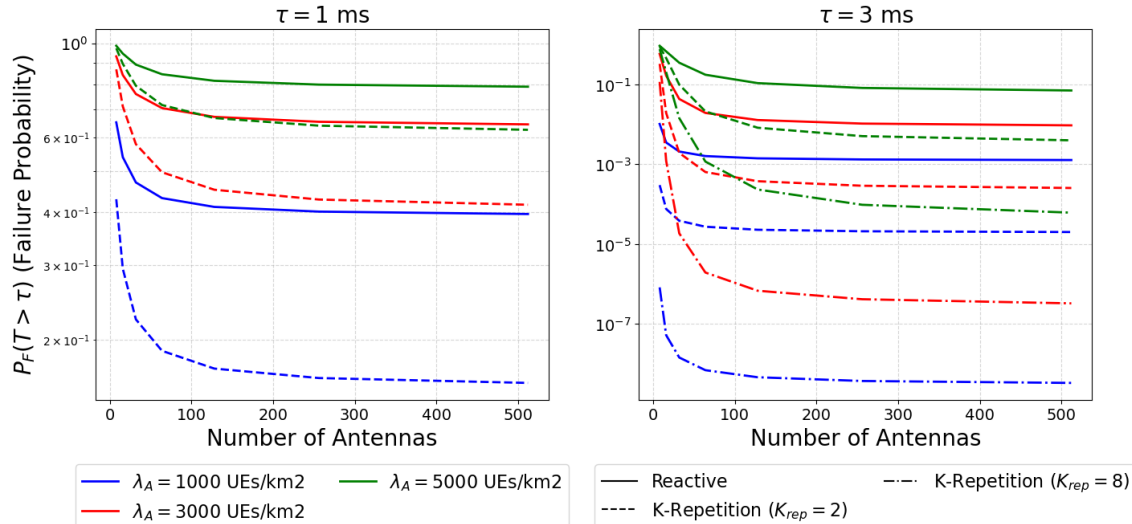 τ = 1 ms
τ = 3 ms
P_F(T > τ) (Failure Probability)
10⁰
6 × 10⁻¹
4 × 10⁻¹
3 × 10⁻¹
2 × 10⁻¹
0 100 200 300 400 500
Number of Antennas
10⁻¹
10⁻³
10⁻⁵
10⁻⁷
0 100 200 300 400 500
Number of Antennas
λ_A = 1000 UEs/km2
λ_A = 3000 UEs/km2
λ_A = 5000 UEs/km2
Reactive
K-Repetition (K_rep = 2)
K-Repetition (K_rep = 8)